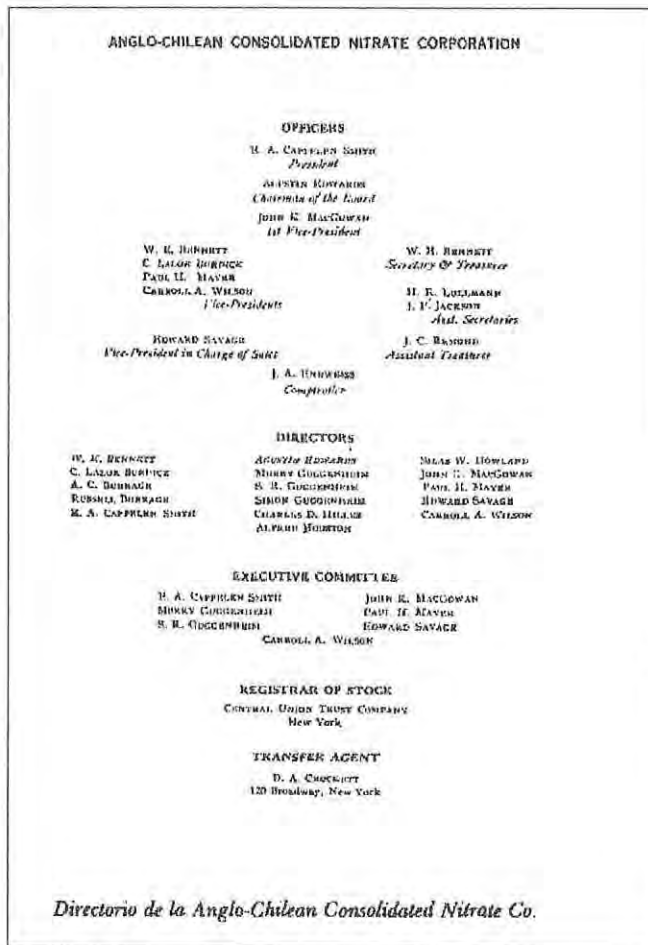 ANGLO-CHILEAN CONSOLIDATED NITRATE CORPORATION
OFFICERS
E. A. CAPPELEN SMITH
President
AGUSTIN EDWARDS
Chairman of the Board
JOHN K. MACGOWAN
1st Vice-President
W. E. BENNETT
C. LALOR BURDICK
PAUL H. MAYER
CARROLL A. WILSON
Vice-Presidents
W. E. BENNETT
Secretary & Treasurer
H. R.
J. P. JACKSON
Asst. Secretaries
HOWARD SAVAGE
Vice-President in Charge of Sales
J. C.
Assistant Treasurer
J. A.
Comptroller
DIRECTORS
W. E. BENNETT
C. LALOR BURDICK
A. C. BURRAGE
RUSSELL BURRAGE
E. A. CAPPELEN SMITH
AGUSTIN EDWARDS
MURRY GUGGENHEIM
S. R. GUGGENHEIM
SIMON GUGGENHEIM
CHARLES D. HILLES
ALFRED HOUSTON
SILAS W. HOWLAND
JOHN K. MACGOWAN
PAUL H. MAYER
HOWARD SAVAGE
CARROLL A. WILSON
EXECUTIVE COMMITTEE
E. A. CAPPELEN SMITH
MURRY GUGGENHEIM
S. R. GUGGENHEIM
JOHN K. MACGOWAN
PAUL H. MAYER
HOWARD SAVAGE
CARROLL A. WILSON
REGISTRAR OF STOCK
CENTRAL UNION TRUST COMPANY
New York
TRANSFER AGENT
D. A. CROCKETT
120 Broadway, New York
Directorio de la Anglo-Chilean Consolidated Nitrate Co.